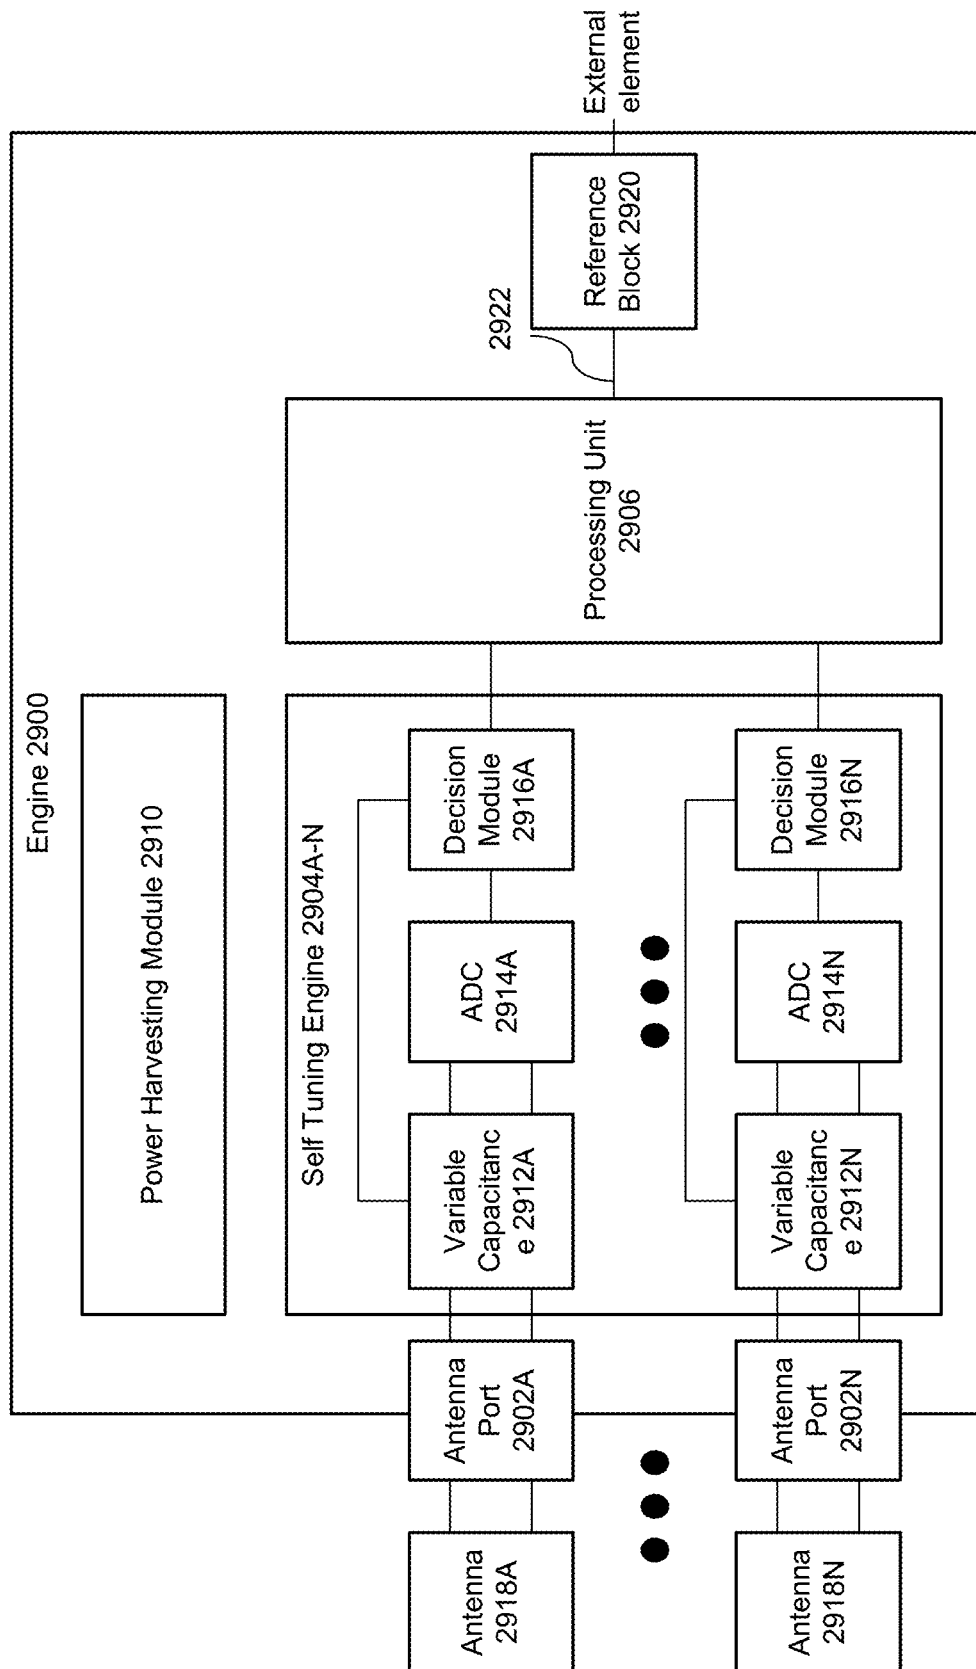 Engine 2900
Power Harvesting Module 2910
Self Tuning Engine 2904A-N
Antenna
2918A
Antenna
Port
2902A
Variable
Capacitanc
e 2912A
ADC
2914A
Decision
Module
2916A
Antenna
2918N
Antenna
Port
2902N
Variable
Capacitanc
e 2912N
ADC
2914N
Decision
Module
2916N
Processing Unit
2906
2922
Reference
Block 2920
External
element